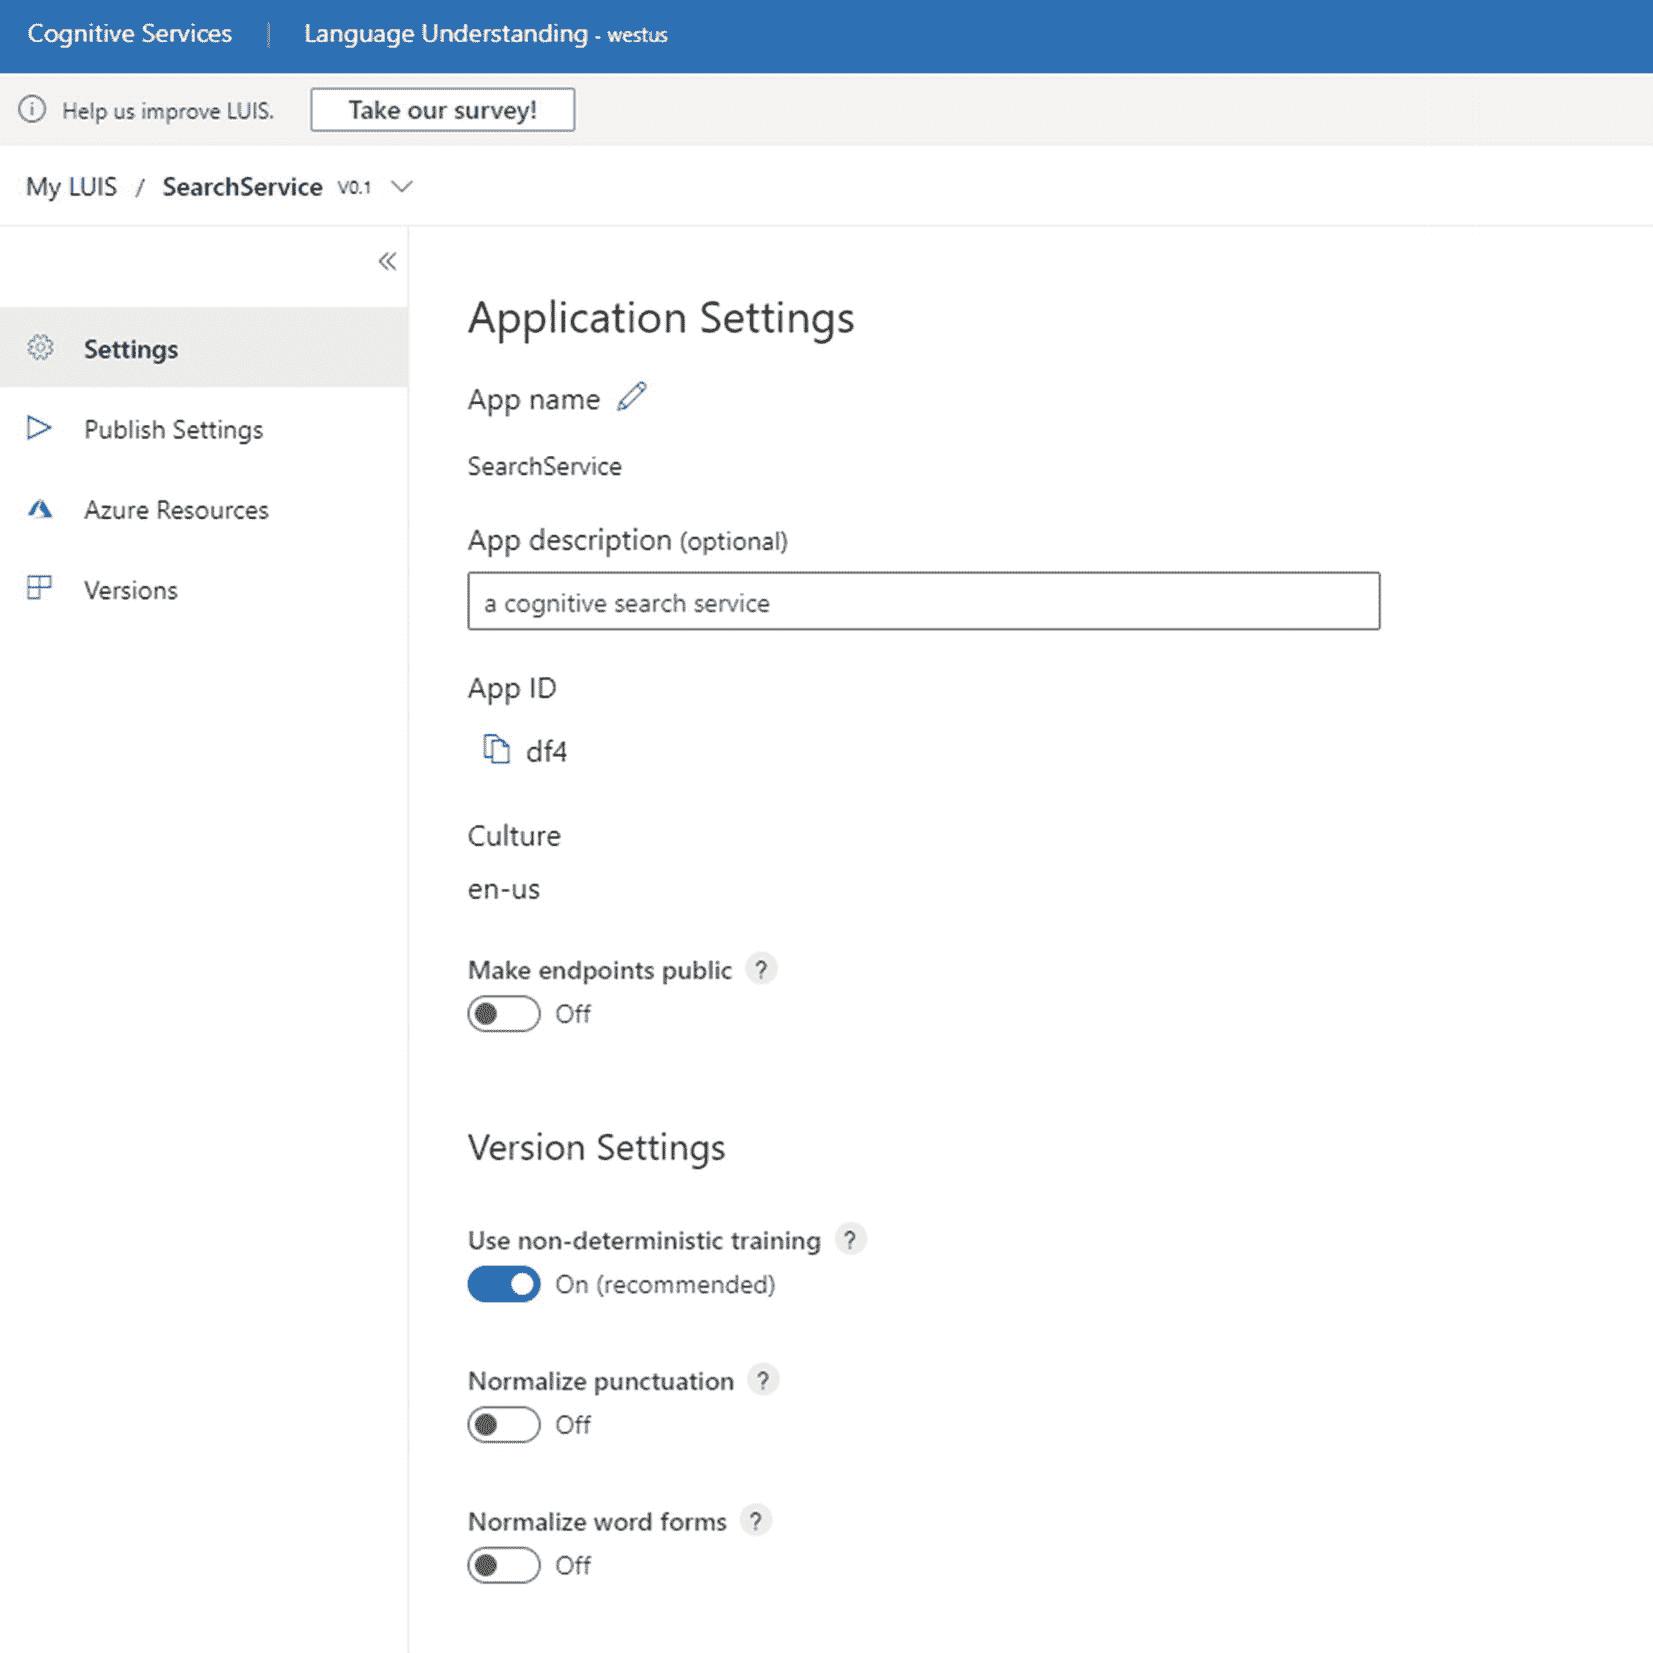 Cognitive Services | Language Understanding - westus
Help us improve LUIS. Take our survey!
My LUIS / SearchService V0.1
Settings
Publish Settings
Azure Resources
Versions
Application Settings
App name
SearchService
App description (optional)
a cognitive search service
App ID
df4
Culture
en-us
Make endpoints public ?
Off
Version Settings
Use non-deterministic training ?
On (recommended)
Normalize punctuation ?
Off
Normalize word forms ?
Off